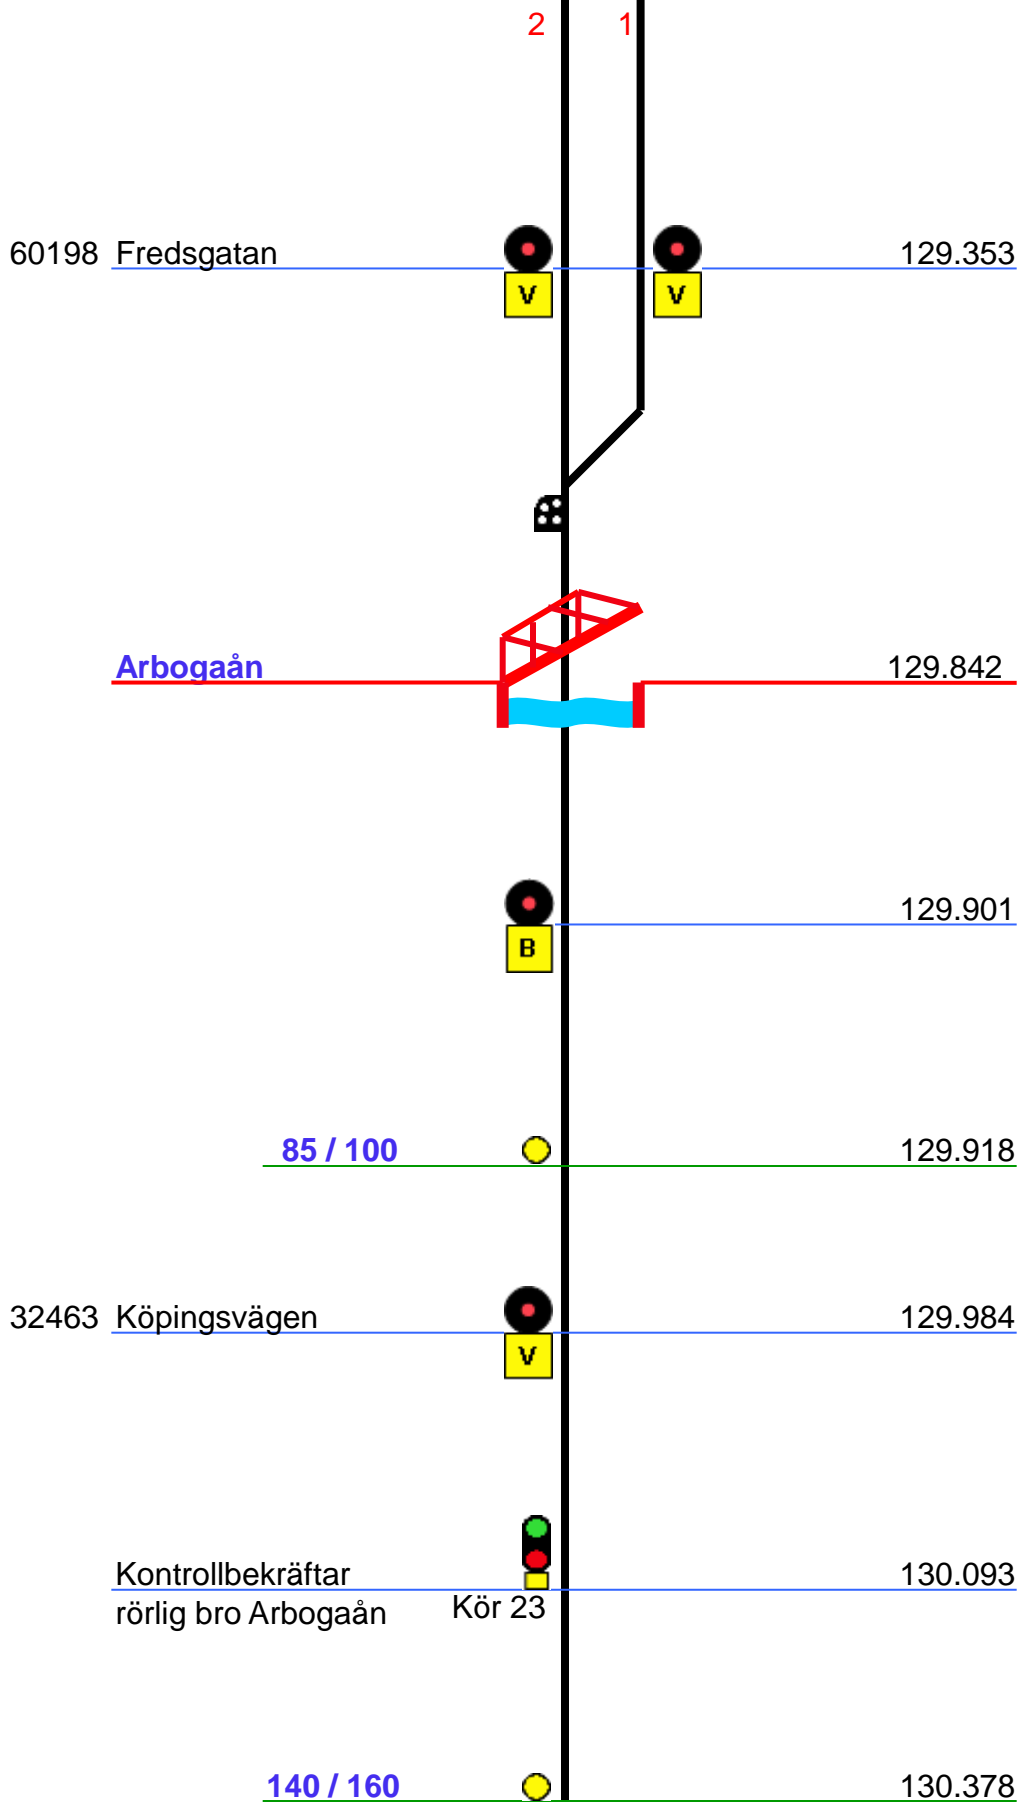 2 1
60198 Fredsgatan 129.353
V V
Arbogaån 129.842
129.901
B
85 / 100 129.918
32463 Köpingsvägen 129.984
V
Kontrollbekräftar 130.093
rörlig bro Arbogaån Kör 23
140 / 160 130.378